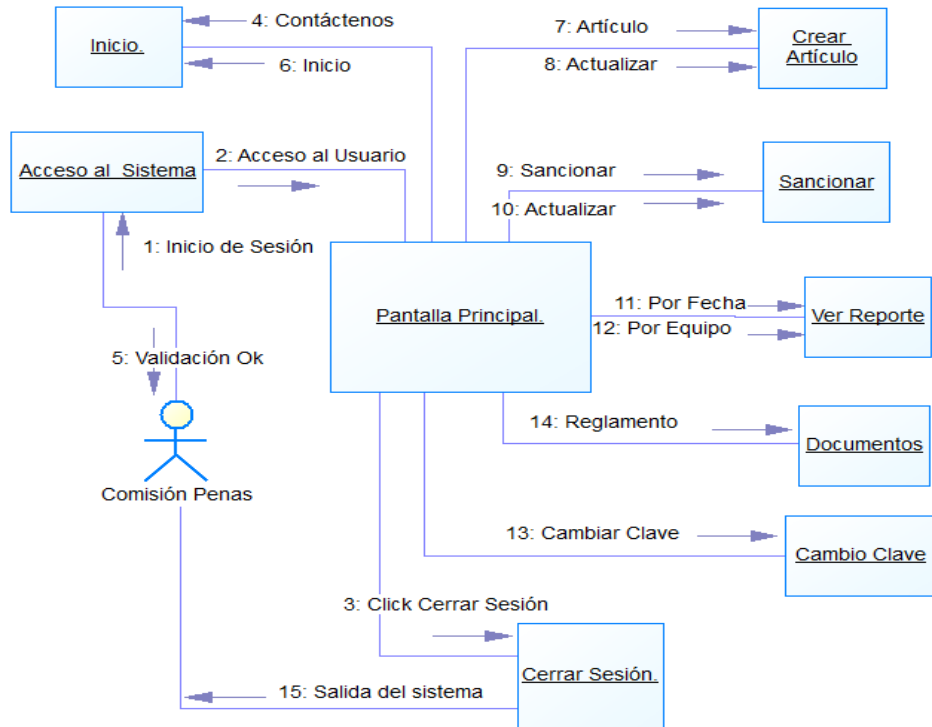 4: Contáctenos
Inicio.
6: Inicio
7: Artículo
8: Actualizar
Crear
Artículo
Acceso al  Sistema
2: Acceso al Usuario
1: Inicio de Sesión
9: Sancionar
10: Actualizar
Sancionar
Pantalla Principal.
11: Por Fecha
12: Por Equipo
Ver Reporte
5: Validación Ok
Comisión Penas
14: Reglamento
Documentos
13: Cambiar Clave
Cambio Clave
3: Click Cerrar Sesión
Cerrar Sesión.
15: Salida del sistema